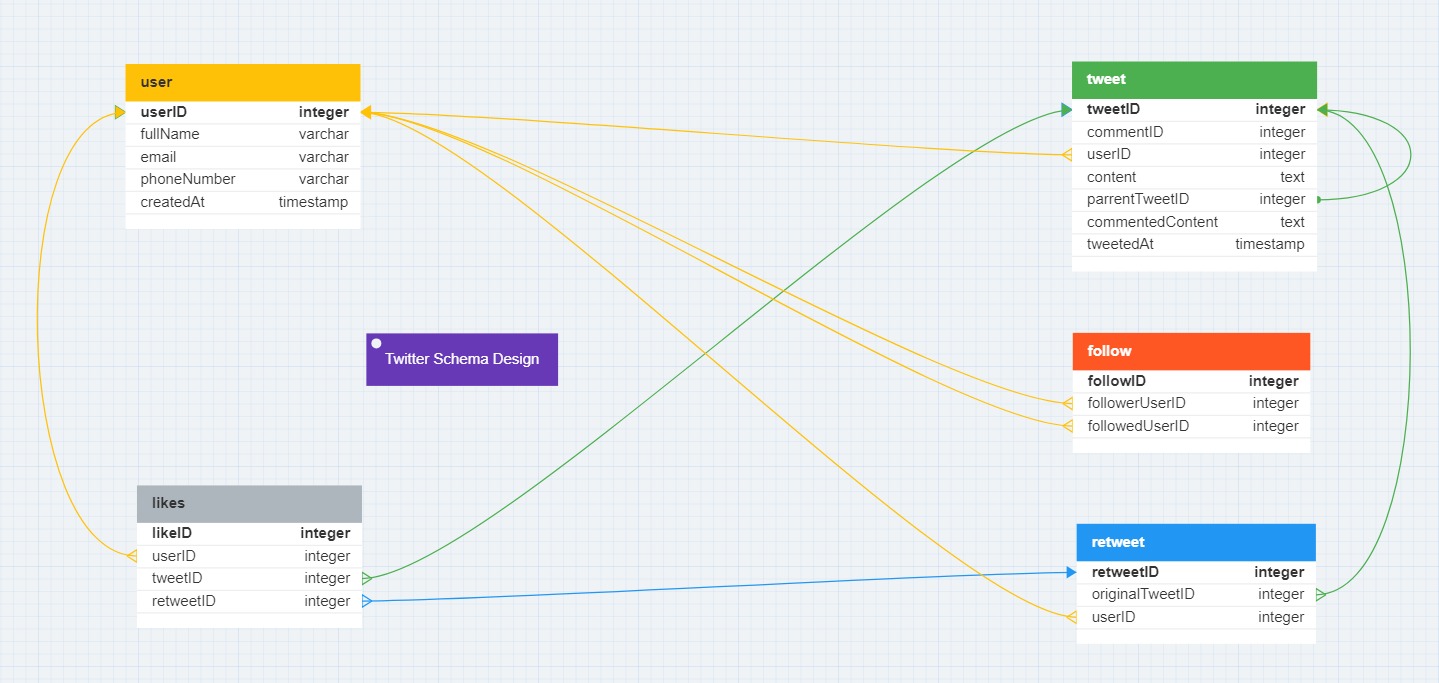 user
userID integer
fullName varchar
email varchar
phoneNumber varchar
createdAt timestamp
tweet
tweetID integer
commentID integer
userID integer
content text
parrentTweetID integer
commentedContent text
tweetedAt timestamp
Twitter Schema Design
follow
followID integer
followerUserID integer
followedUserID integer
likes
likeID integer
userID integer
tweetID integer
retweetID integer
retweet
retweetID integer
originalTweetID integer
userID integer